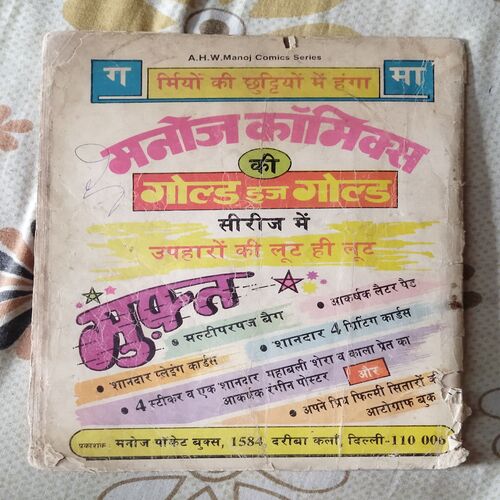 A.H.W. Manoj Comics Series
गर्मियों की छुट्टियों में हंगामा
मनोज कॉमिक्स
की
गोल्ड इज गोल्ड
सीरीज में
उपहारों की लूट ही लूट
मुफ़्त
• आकर्षक लैटर पैड
• मल्टीपरपज बैग
• शानदार 4 ग्रिटिंग कार्डस
• शानदार प्लेइंग कार्डस
• 4 स्टीकर व एक शानदार महाबली शेरा व काला प्रेत का
आकर्षक रंगीन पोस्टर
और
• अपने प्रिय फिल्मी सितारों
आटोग्राफ बुक
प्रकाशक: मनोज पॉकेट बुक्स, 1584, दरीबा कलां, दिल्ली-110 006